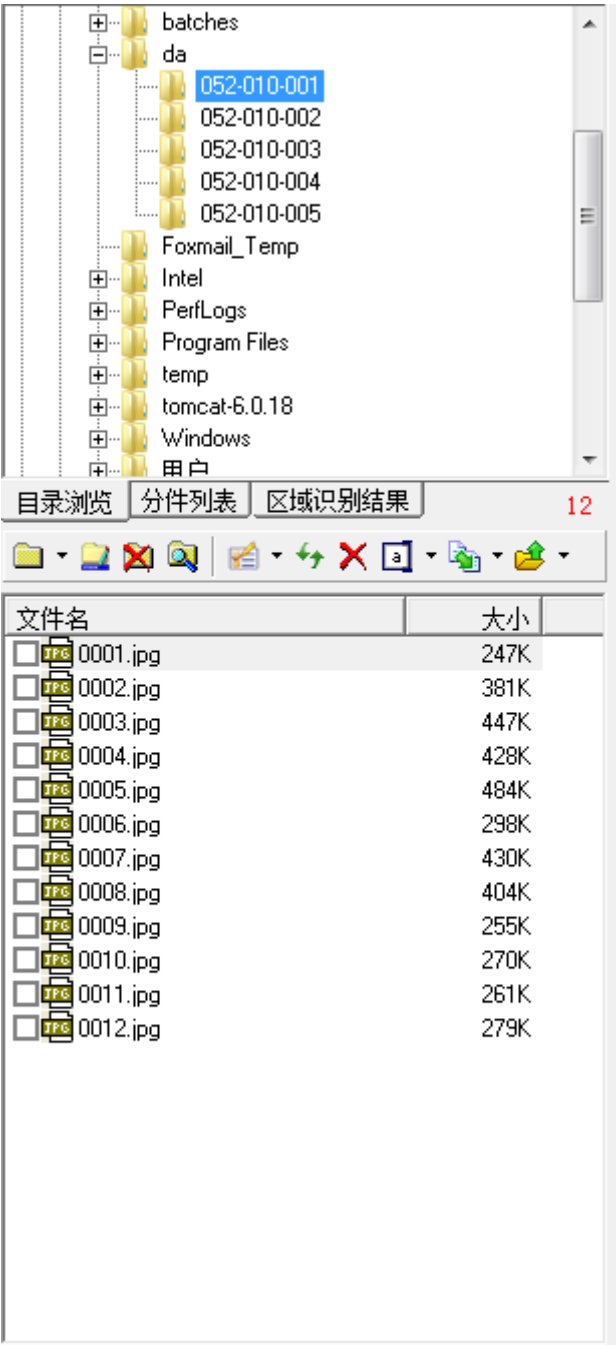 batches
da
052-010-001
052-010-002
052-010-003
052-010-004
052-010-005
Foxmail_Temp
Intel
PerfLogs
Program Files
temp
tomcat-6.0.18
Windows
用户
目录浏览 分件列表 区域识别结果 12
文件名 大小
0001.jpg 247K
0002.jpg 381K
0003.jpg 447K
0004.jpg 428K
0005.jpg 484K
0006.jpg 298K
0007.jpg 430K
0008.jpg 404K
0009.jpg 255K
0010.jpg 270K
0011.jpg 261K
0012.jpg 279K